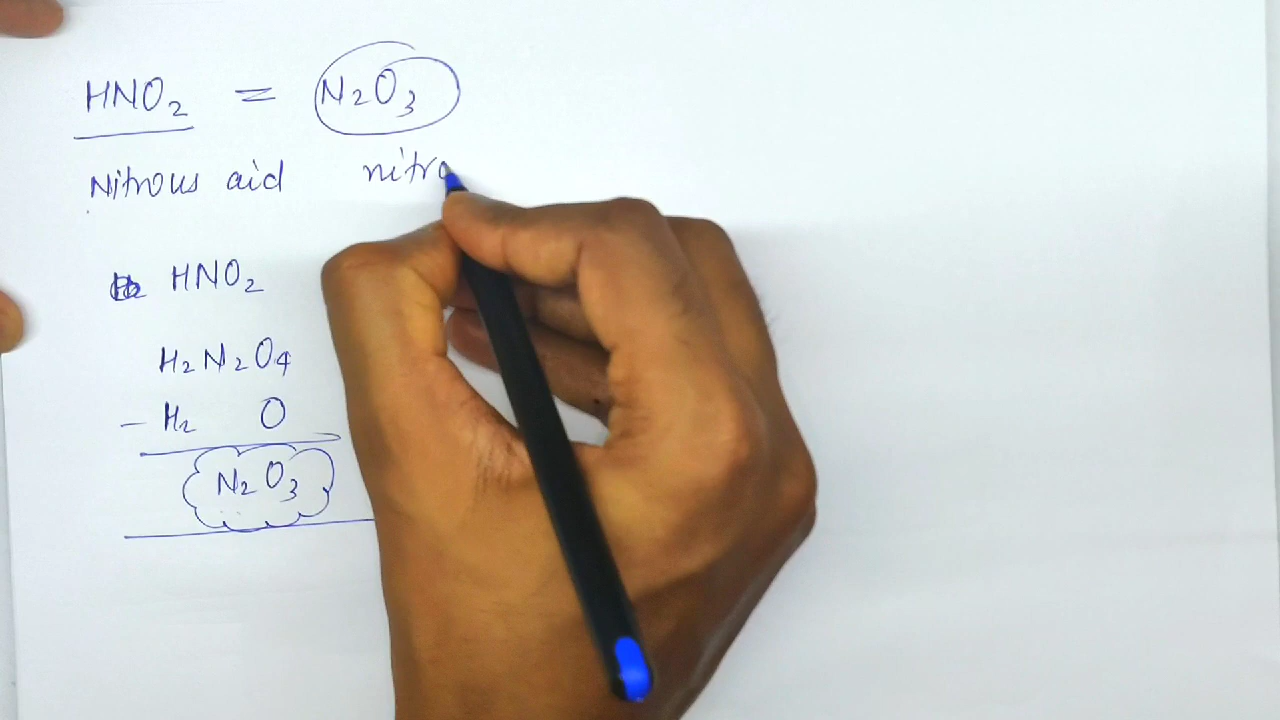 HNO₂ = N₂O₃
Nitrous aid nitro
HNO₂
H₂N₂O₄
- H₂ O
N₂O₃